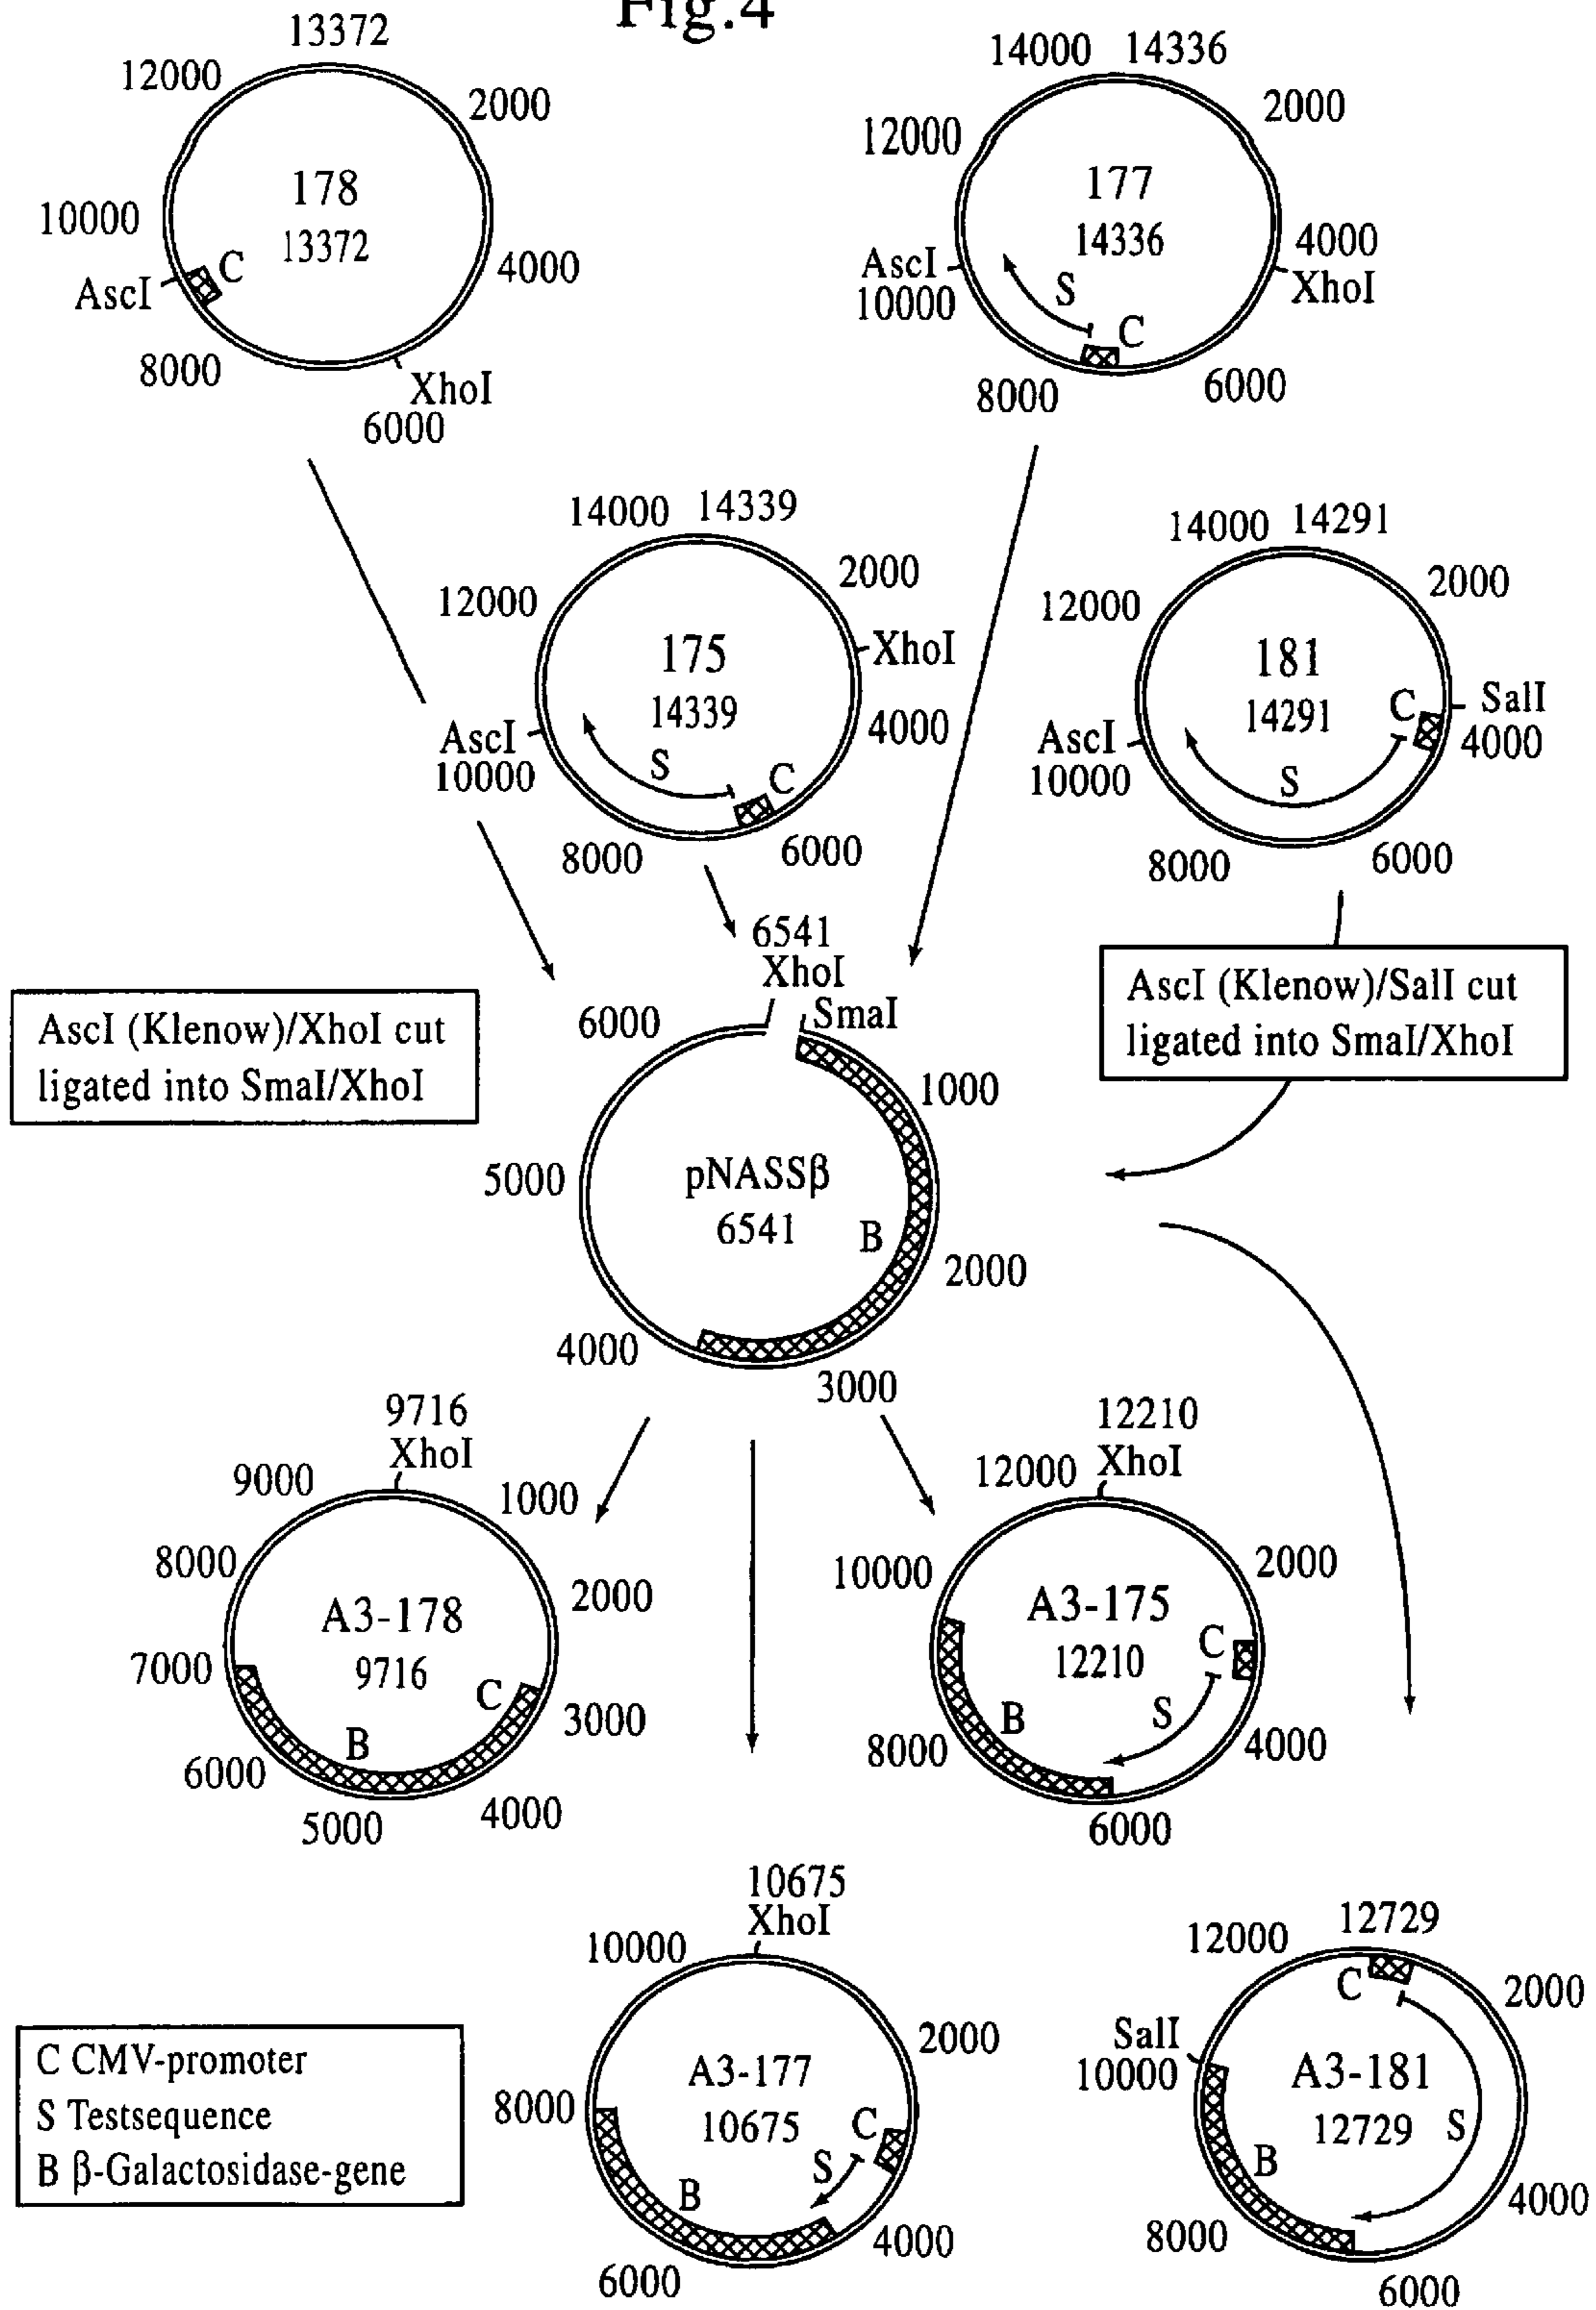 Fig.4
13372
12000
2000
178
13372
10000
C
4000
AscI
8000
XhoI
6000
14000 14336
2000
12000
177
14336
4000
XhoI
AscI
10000
S
C
8000
6000
14000 14339
2000
12000
175
14339
XhoI
AscI
10000
4000
S
C
8000
6000
14000 14291
2000
12000
181
14291
C
SalI
4000
AscI
10000
S
8000
6000
AscI (Klenow)/XhoI cut
ligated into SmaI/XhoI
AscI (Klenow)/SalI cut
ligated into SmaI/XhoI
6541
XhoI
SmaI
6000
1000
5000
pNASSβ
6541
B
2000
4000
3000
9716
XhoI
9000
1000
8000
2000
A3-178
9716
7000
C
3000
B
6000
5000
4000
12210
12000 XhoI
2000
10000
A3-175
12210
C
B
S
8000
4000
6000
10675
XhoI
10000
2000
A3-177
10675
8000
C
S
B
4000
6000
12729
12000
C
2000
SalI
10000
A3-181
12729
S
B
4000
8000
6000
C CMV-promoter
S Testsequence
B β-Galactosidase-gene